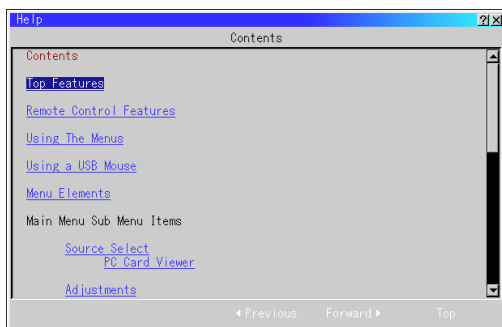 Help
Contents
Contents
Top Features
Remote Control Features
Using The Menus
Using a USB Mouse
Menu Elements
Main Menu Sub Menu Items
Source Select
PC Card Viewer
Adjustments
Previous Forward Top